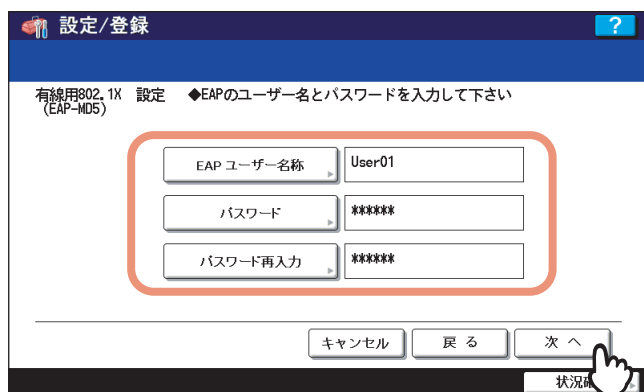 設定/登録
?
有線用802.1X 設定 ◆EAPのユーザー名とパスワードを入力して下さい
(EAP-MD5)
EAP ユーザー名称 User01
パスワード ******
パスワード再入力 ******
キャンセル 戻る 次へ